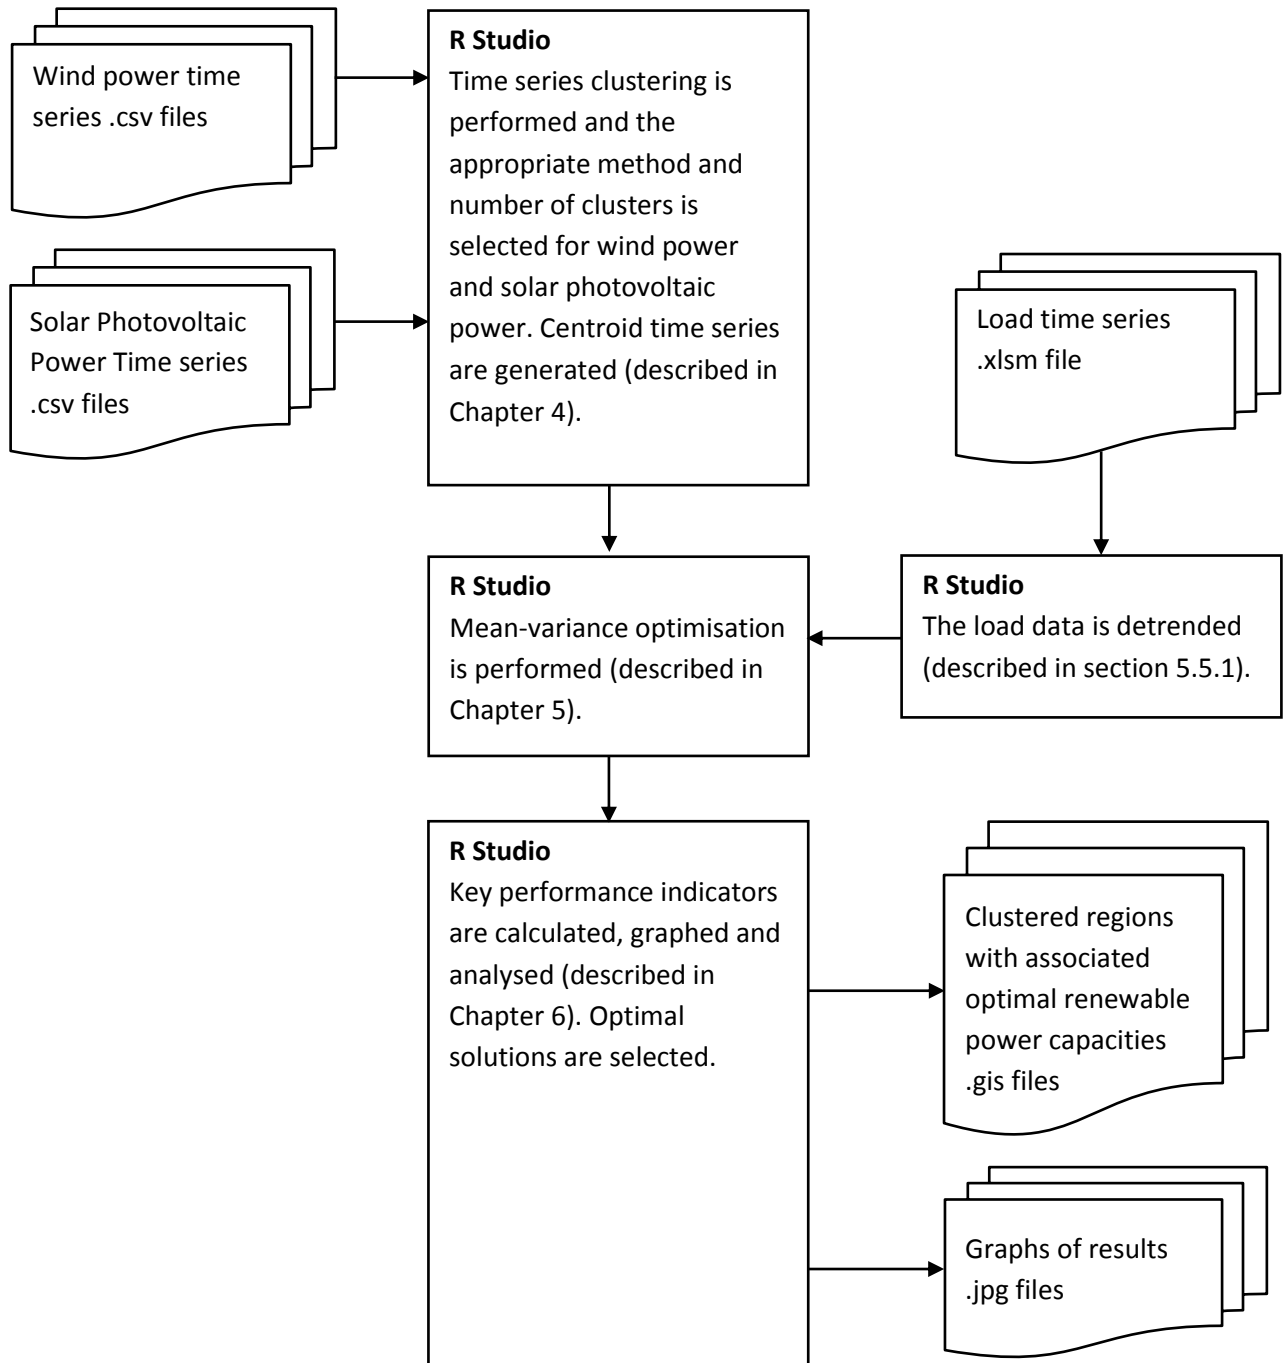 Wind power time
series .csv files
R Studio
Time series clustering is
performed and the
appropriate method and
number of clusters is
selected for wind power
and solar photovoltaic
power. Centroid time series
are generated (described in
Chapter 4).
Solar Photovoltaic
Power Time series
.csv files
Load time series
.xlsm file
R Studio
Mean-variance optimisation
is performed (described in
Chapter 5).
R Studio
The load data is detrended
(described in section 5.5.1).
R Studio
Key performance indicators
are calculated, graphed and
analysed (described in
Chapter 6). Optimal
solutions are selected.
Clustered regions
with associated
optimal renewable
power capacities
.gis files
Graphs of results
.jpg files